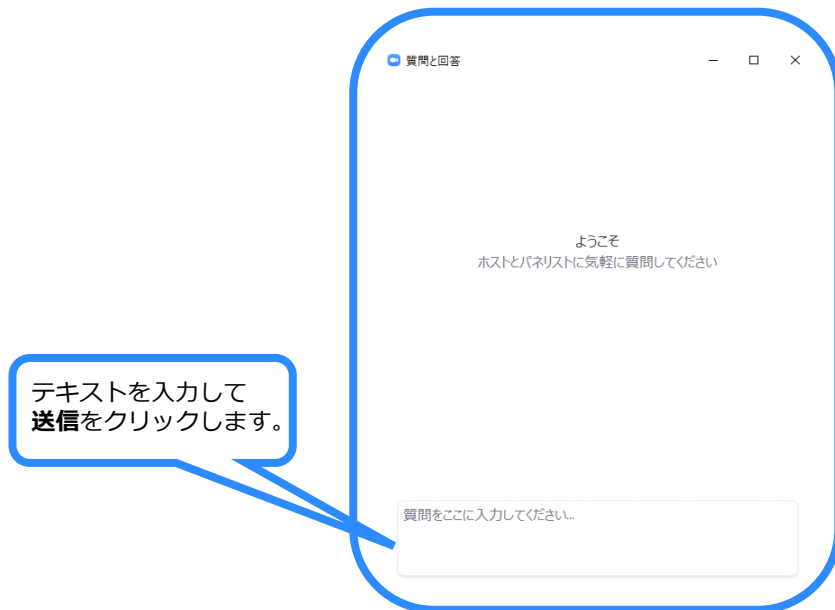 質問と回答
ようこそ
ホストとパネリストに気軽に質問してください
テキストを入力して
送信をクリックします。
質問をここに入力してください...